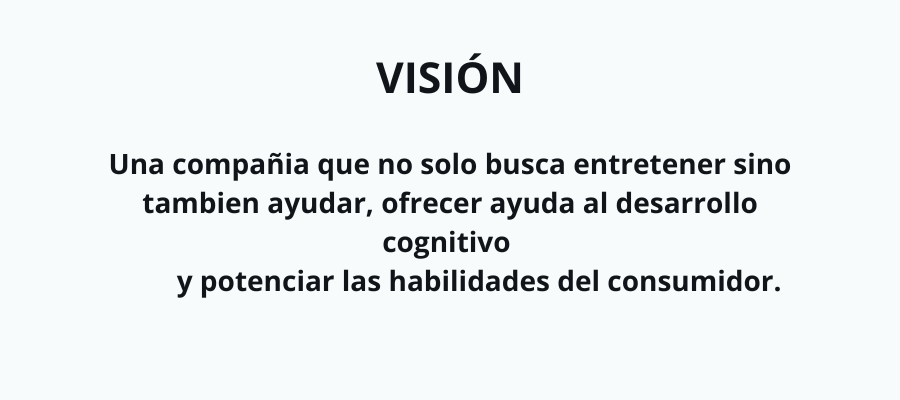 VISIÓN
Una compañia que no solo busca entretener sino
tambien ayudar, ofrecer ayuda al desarrollo
cognitivo
y potenciar las habilidades del consumidor.